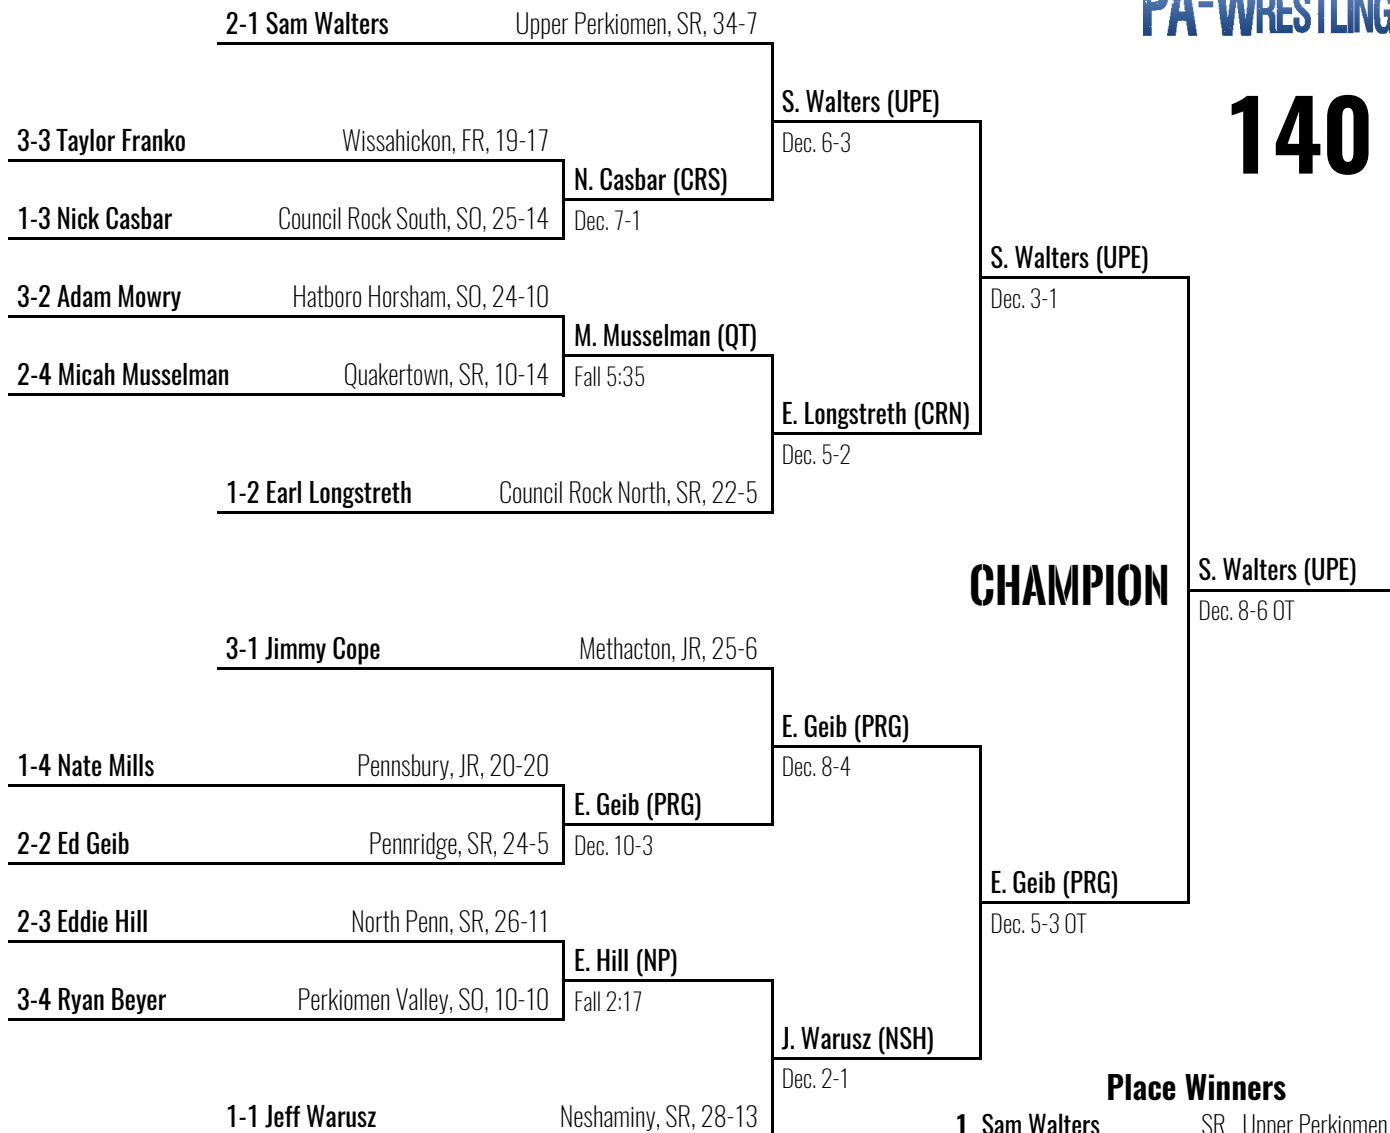 PA-WRESTLING
2-1 Sam Walters Upper Perkiomen, SR, 34-7
140
S. Walters (UPE)
Dec. 6-3
3-3 Taylor Franko Wissahickon, FR, 19-17
N. Casbar (CRS)
1-3 Nick Casbar Council Rock South, SO, 25-14
Dec. 7-1
S. Walters (UPE)
Dec. 3-1
3-2 Adam Mowry Hatboro Horsham, SO, 24-10
M. Musselman (QT)
2-4 Micah Musselman Quakertown, SR, 10-14
Fall 5:35
E. Longstreth (CRN)
Dec. 5-2
1-2 Earl Longstreth Council Rock North, SR, 22-5
CHAMPION
S. Walters (UPE)
Dec. 8-6 OT
3-1 Jimmy Cope Methacton, JR, 25-6
E. Geib (PRG)
Dec. 8-4
1-4 Nate Mills Pennsbury, JR, 20-20
E. Geib (PRG)
2-2 Ed Geib Pennridge, SR, 24-5
Dec. 10-3
E. Geib (PRG)
Dec. 5-3 OT
2-3 Eddie Hill North Penn, SR, 26-11
E. Hill (NP)
3-4 Ryan Beyer Perkiomen Valley, SO, 10-10
Fall 2:17
J. Warusz (NSH)
Dec. 2-1
1-1 Jeff Warusz Neshaminy, SR, 28-13
Place Winners
1 Sam Walters SR Upper Perkiomen